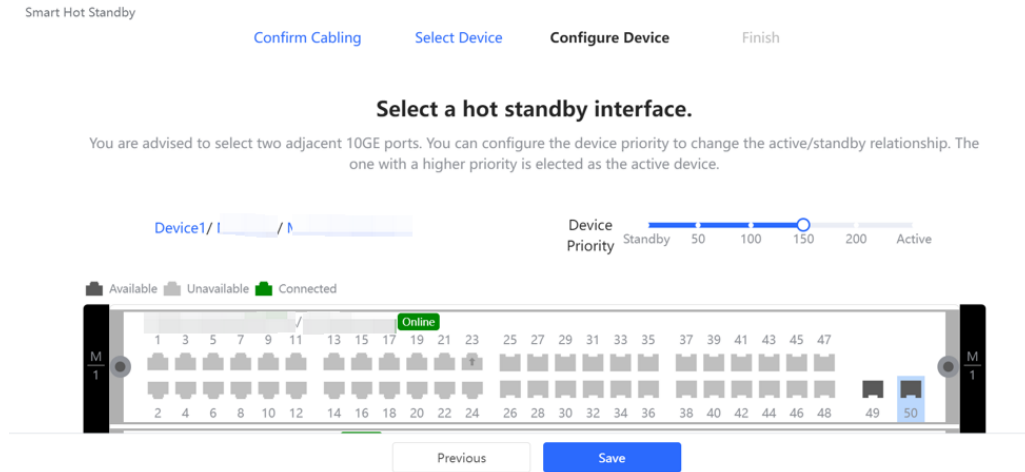 Smart Hot Standby
Confirm Cabling Select Device Configure Device Finish
Select a hot standby interface.
You are advised to select two adjacent 10GE ports. You can configure the device priority to change the active/standby relationship. The
one with a higher priority is elected as the active device.
Device1/ / Device
Priority Standby 50 100 150 200 Active
Available Unavailable Connected
/ Online
1 3 5 7 9 11 13 15 17 19 21 23 25 27 29 31 33 35 37 39 41 43 45 47
M M
1 1
2 4 6 8 10 12 14 16 18 20 22 24 26 28 30 32 34 36 38 40 42 44 46 48 49 50
Previous Save